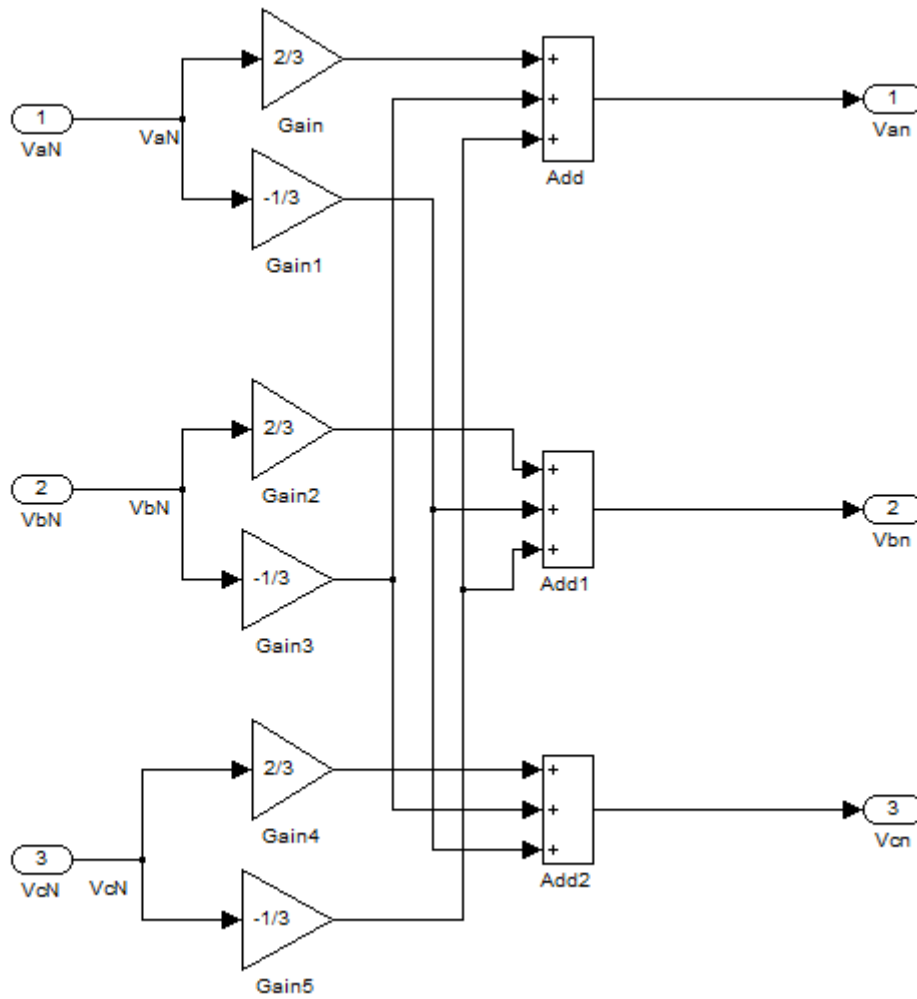 2/3
+
1
VaN
VaN
Gain
+
+
1
Van
Add
-1/3
Gain1
2/3
+
2
VbN
VbN
Gain2
+
+
2
Vbn
Add1
-1/3
Gain3
2/3
+
Gain4
+
+
3
Vcn
3
VcN
VcN
Add2
-1/3
Gain5